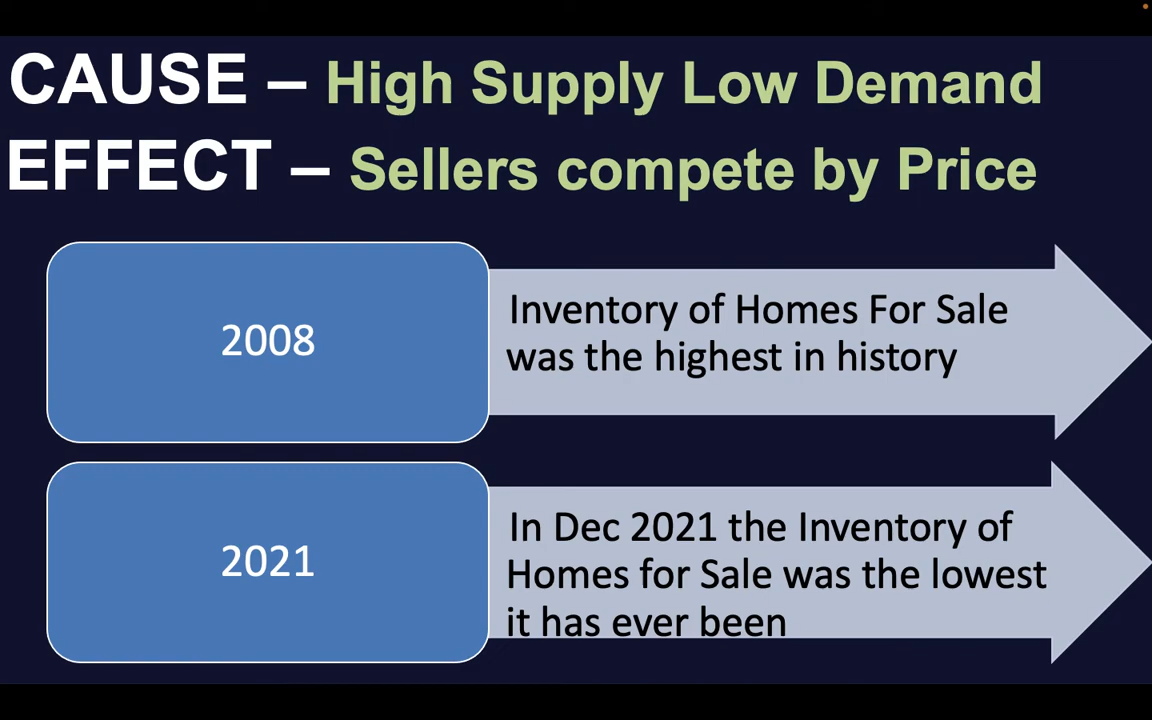 CAUSE – High Supply Low Demand
EFFECT – Sellers compete by Price
2008
Inventory of Homes For Sale
was the highest in history
2021
In Dec 2021 the Inventory of
Homes for Sale was the lowest
it has ever been